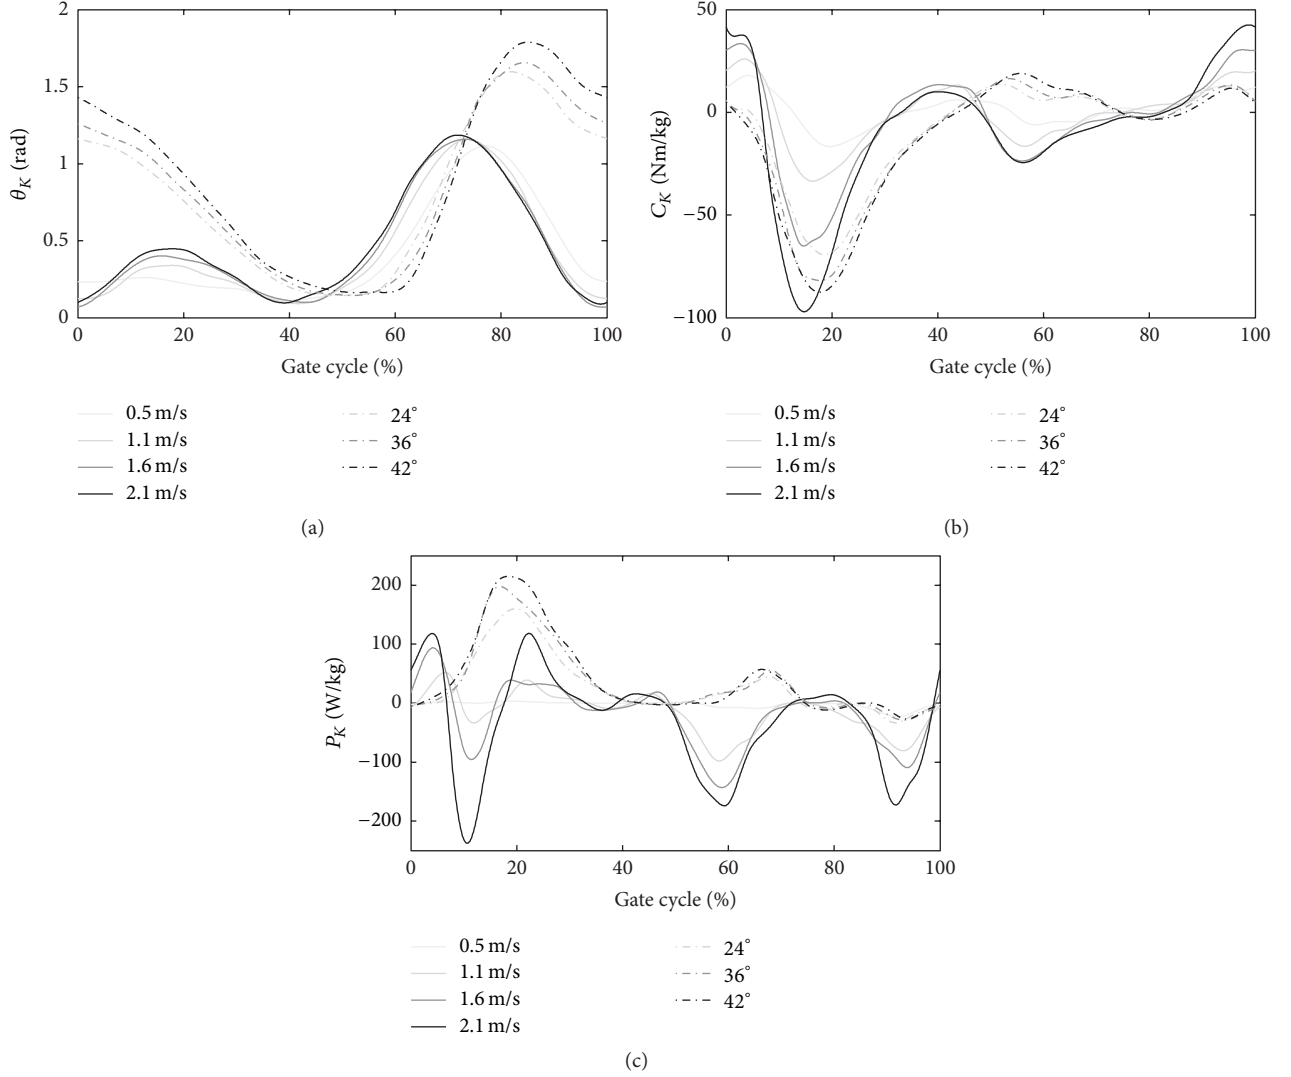 2
1.5
1
0.5
0
θK (rad)
0 20 40 60 80 100
Gate cycle (%)
0.5 m/s
1.1 m/s
1.6 m/s
2.1 m/s
24°
36°
42°
(a)
50
0
−50
−100
CK (Nm/kg)
0 20 40 60 80 100
Gate cycle (%)
0.5 m/s
1.1 m/s
1.6 m/s
2.1 m/s
24°
36°
42°
(b)
200
100
0
−100
−200
PK (W/kg)
0 20 40 60 80 100
Gate cycle (%)
0.5 m/s
1.1 m/s
1.6 m/s
2.1 m/s
24°
36°
42°
(c)